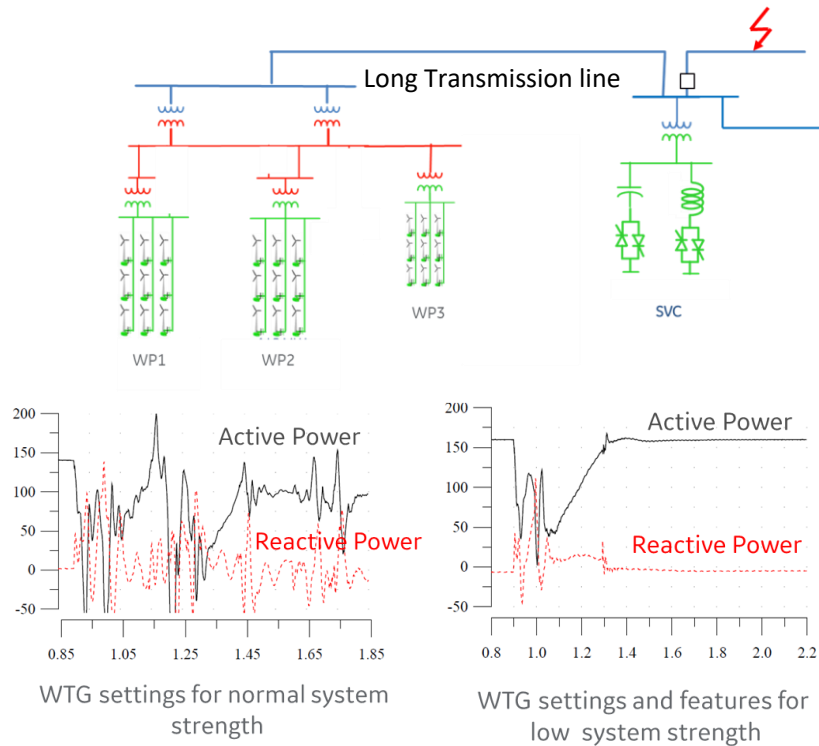 Long Transmission line
WP1
WP2
WP3
SVC
200
150
100
50
0
-50
Active Power
Reactive Power
0.85
1.05
1.25
1.45
1.65
1.85
WTG settings for normal system
strength
200
150
100
50
0
-50
Active Power
Reactive Power
0.8
1.0
1.2
1.4
1.6
1.8
2.0
2.2
WTG settings and features for
low system strength